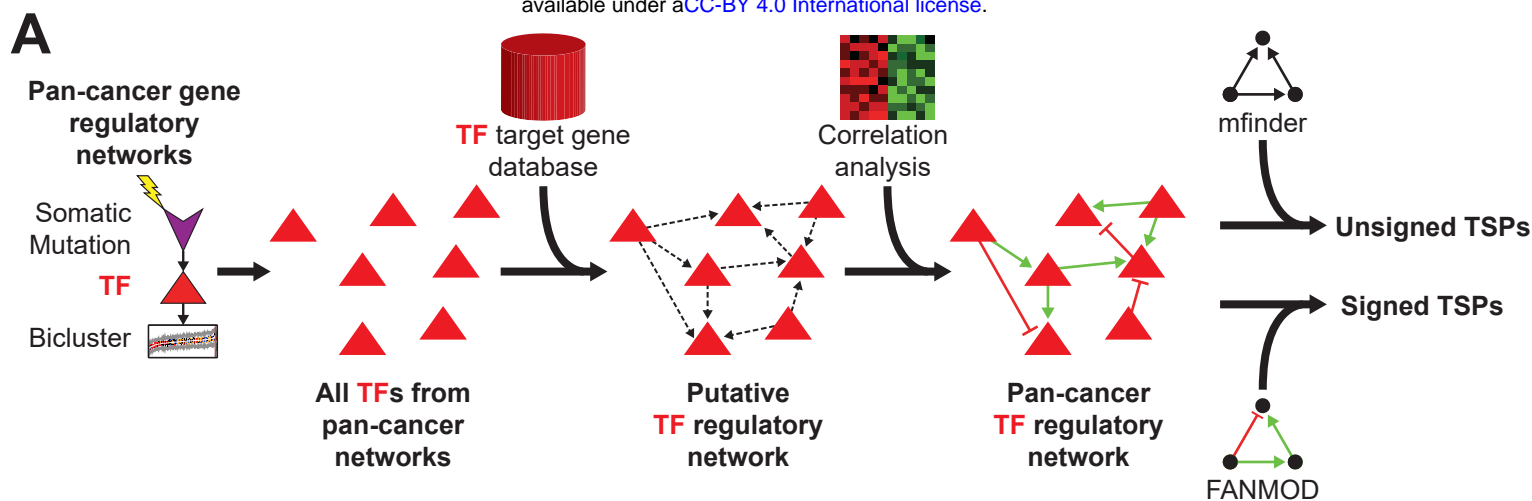 available under aCC-BY 4.0 International license.
A
Pan-cancer gene
regulatory
networks
Somatic
Mutation
TF
Bicluster
All TFs from
pan-cancer
networks
TF target gene
database
Putative
TF regulatory
network
Correlation
analysis
Pan-cancer
TF regulatory
network
mfinder
Unsigned TSPs
Signed TSPs
FANMOD